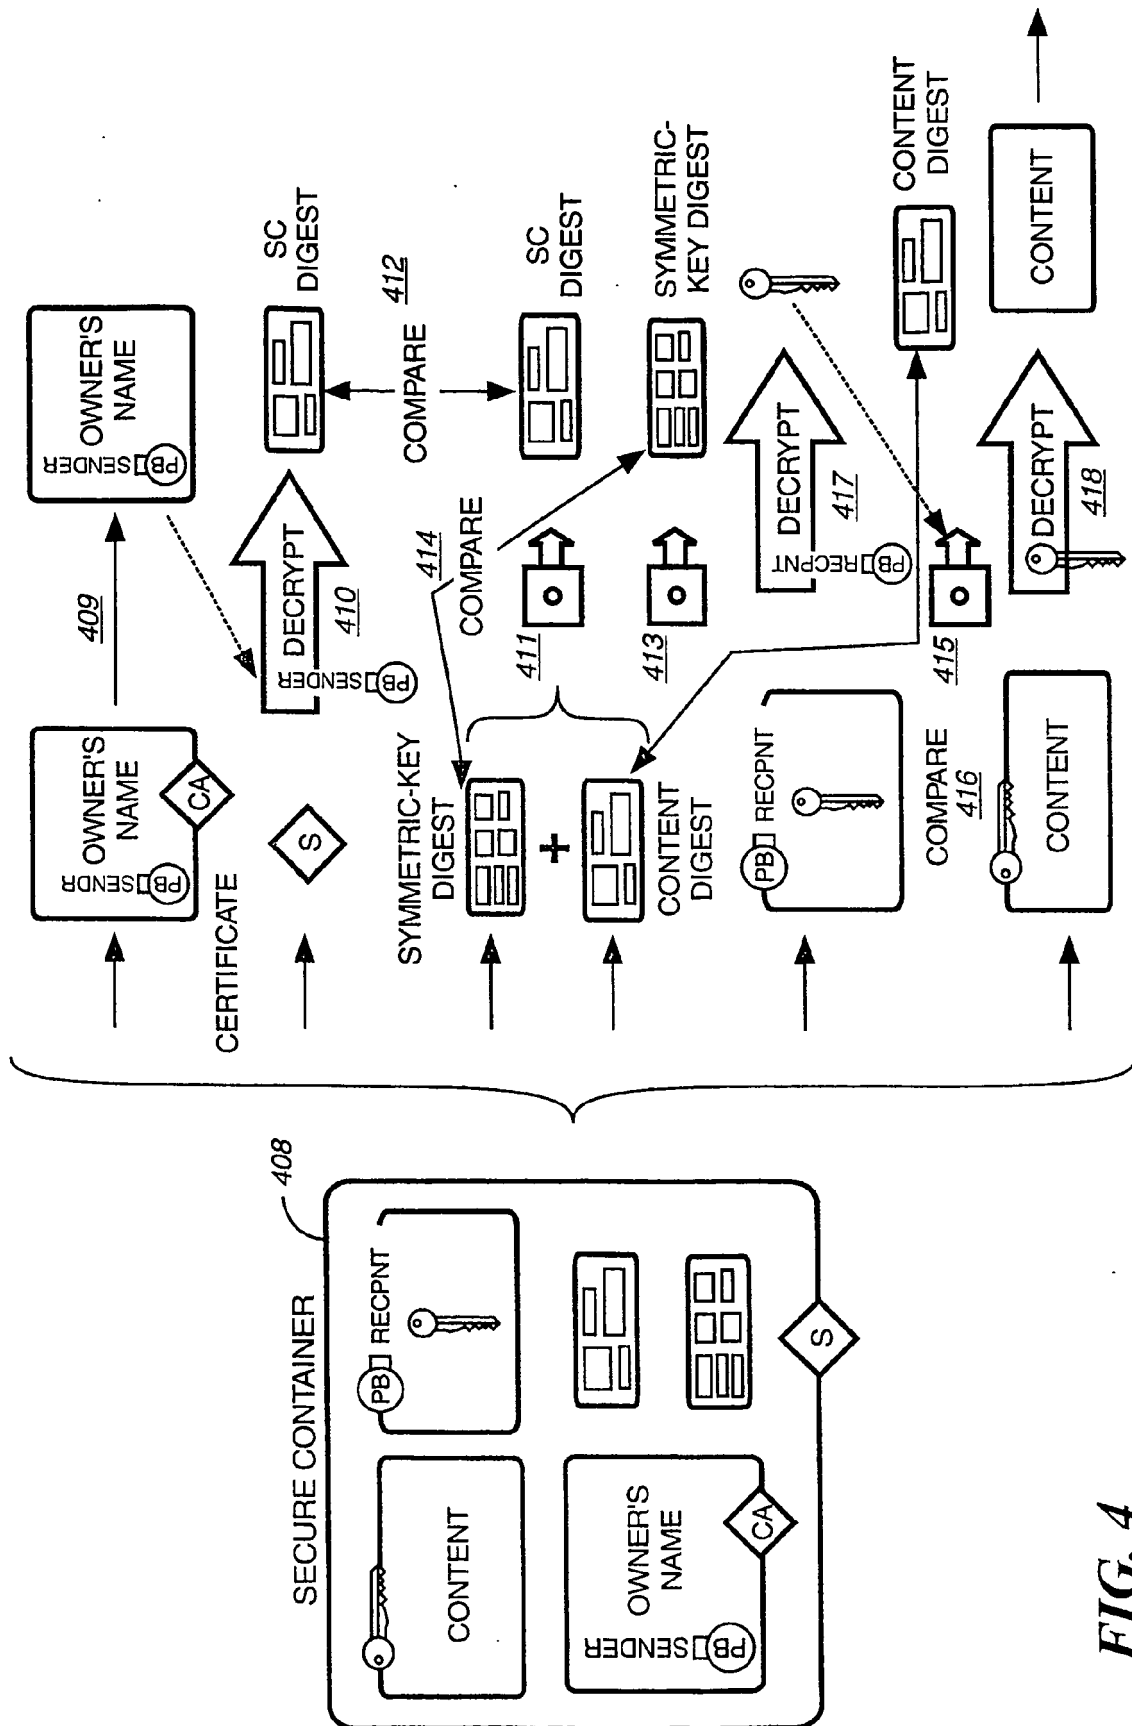 SECURE CONTAINER
408
CONTENT
PB RECPNT
PB SENDER
OWNER'S
NAME
CA
S
PB SENDR
OWNER'S
NAME
CA
CERTIFICATE
409
PB SENDER
OWNER'S
NAME
S
PB SENDER
DECRYPT
410
SC
DIGEST
COMPARE
412
SYMMETRIC-KEY
DIGEST
+
CONTENT
DIGEST
414
COMPARE
411
SC
DIGEST
413
SYMMETRIC-
KEY DIGEST
PB RECPNT
PB RECPNT
DECRYPT
417
COMPARE
416
415
CONTENT
DIGEST
CONTENT
DECRYPT
418
CONTENT
FIG. 4